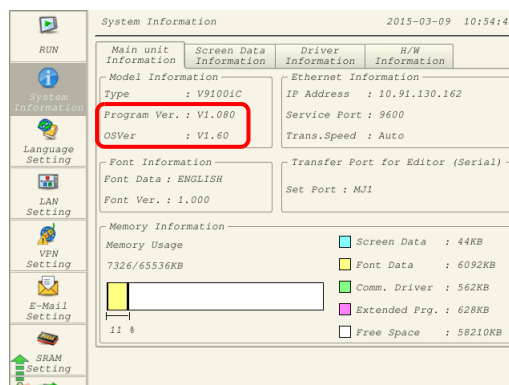 System Information 2015-03-09 10:54:4
RUN
System Information
Language Setting
LAN Setting
VPN Setting
E-Mail Setting
SRAM Setting
Main unit Information
Screen Data Information
Driver Information
H/W Information
Model Information
Type : V9100iC
Program Ver. : V1.080
OSVer : V1.60
Ethernet Information
IP Address : 10.91.130.162
Service Port : 9600
Trans.Speed : Auto
Font Information
Font Data : ENGLISH
Font Ver. : 1.000
Transfer Port for Editor (Serial)
Set Port : MJ1
Memory Information
Memory Usage
7326/65536KB
11 %
Screen Data : 44KB
Font Data : 6092KB
Comm. Driver : 562KB
Extended Prg. : 628KB
Free Space : 58210KB